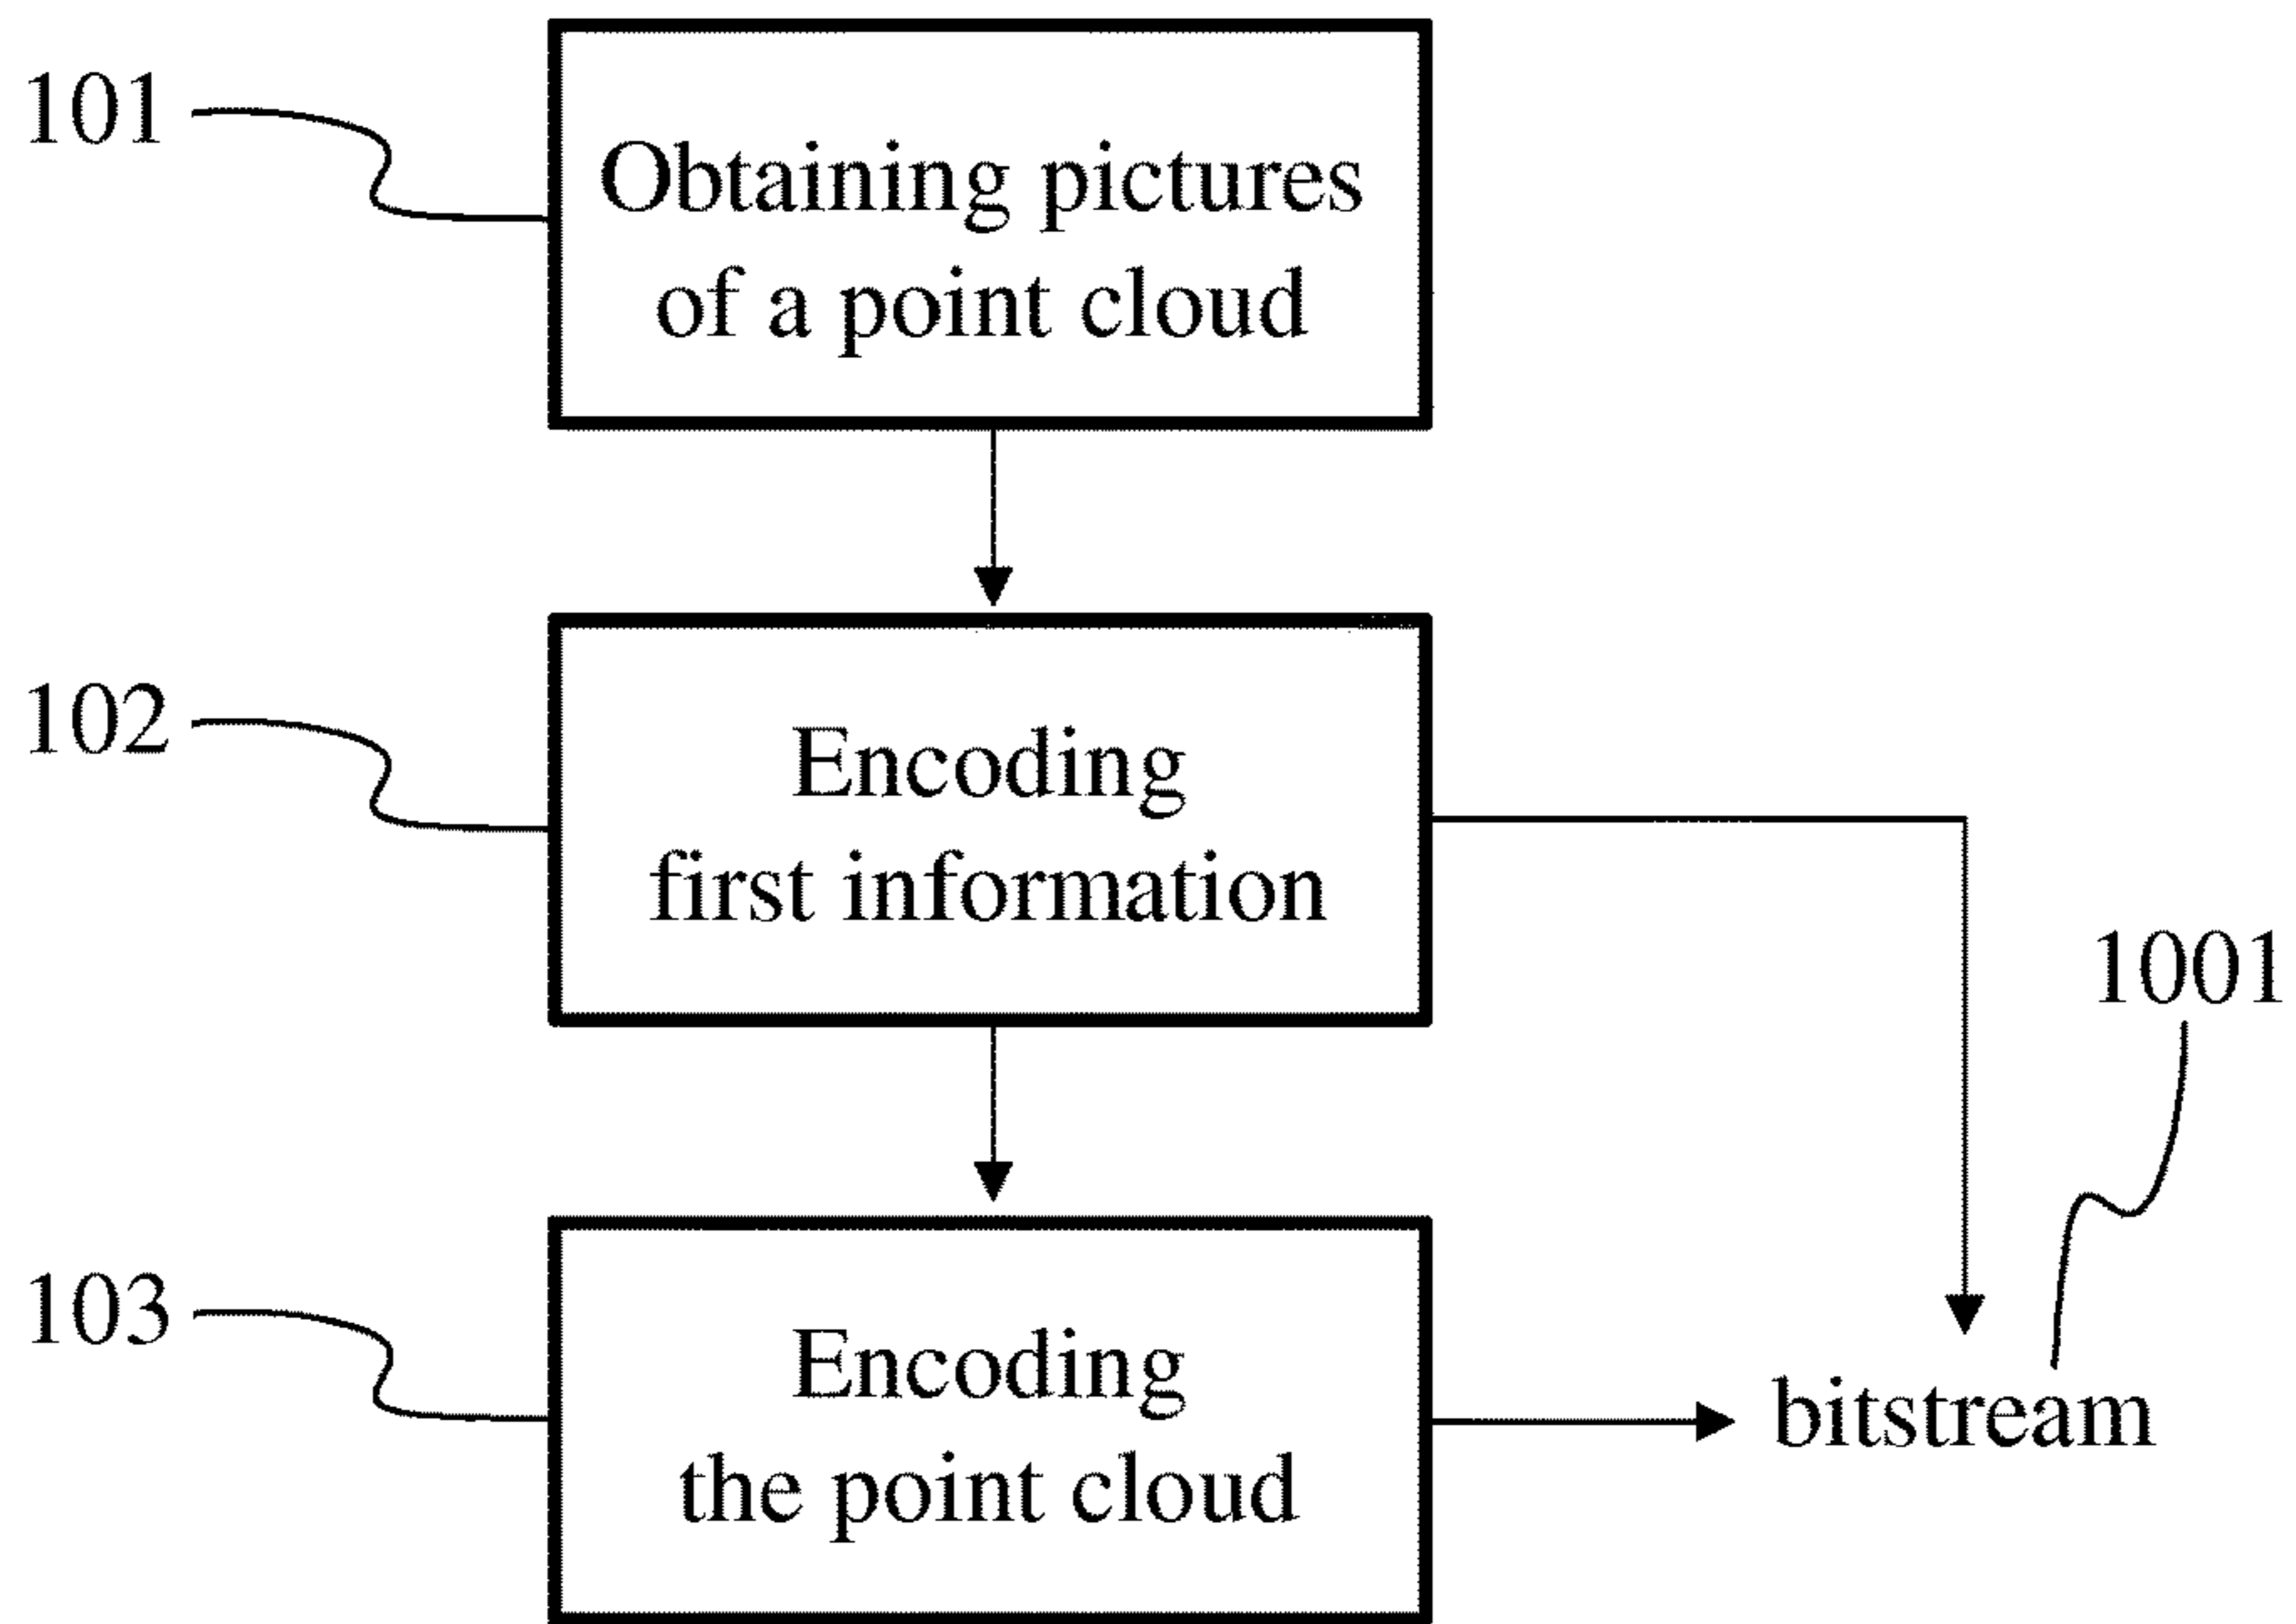 101
Obtaining pictures
of a point cloud
102
Encoding
first information
1001
103
Encoding
the point cloud
bitstream